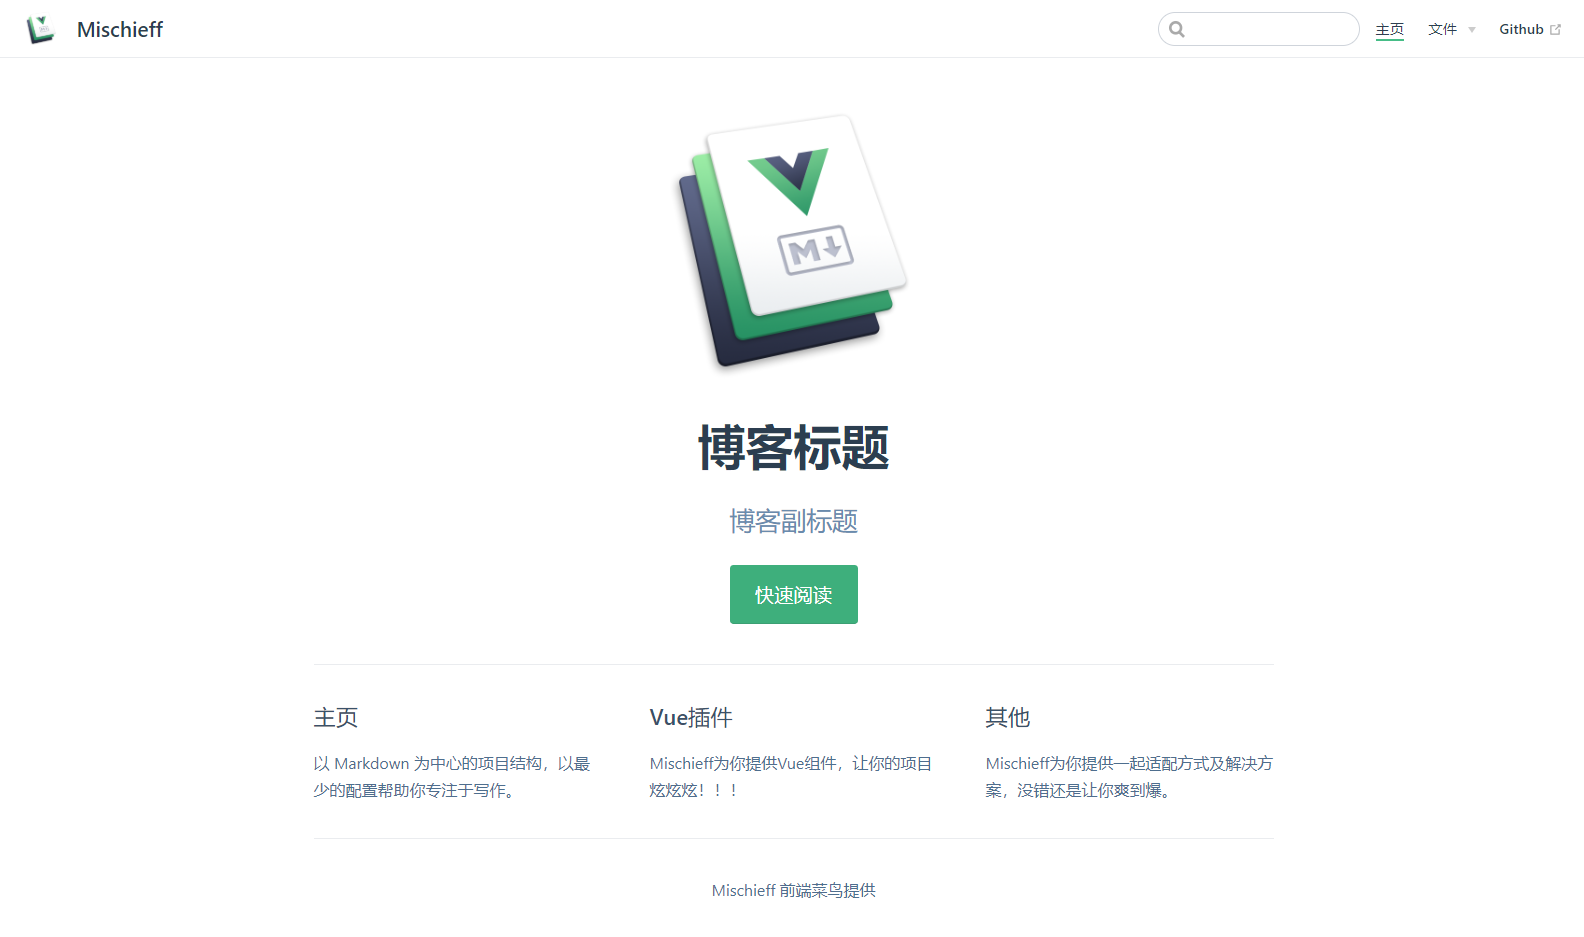 Mischieff
主页 文件 Github
M
博客标题
博客副标题
快速阅读
主页
以 Markdown 为中心的项目结构，以最
少的配置帮助你专注于写作。
Vue插件
Mischieff为你提供Vue组件，让你的项目
炫炫炫！！！
其他
Mischieff为你提供一起适配方式及解决方
案，没错还是让你爽到爆。
Mischieff 前端菜鸟提供